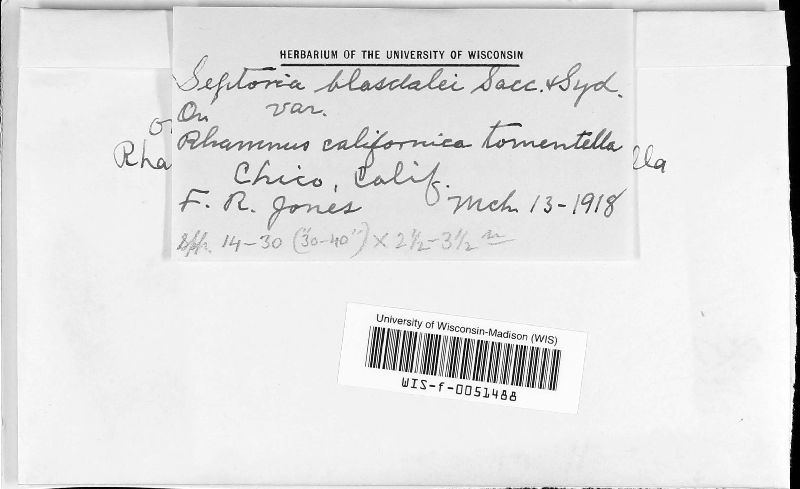 HERBARIUM OF THE UNIVERSITY OF WISCONSIN
Septoria blasdalei Sacc. & Syd.
On var.
Rhamnus californica tomentella
Chico, Calif.
F. R. Jones Mch. 13-1918
14-30 (30-40") X 2½-3½
University of Wisconsin-Madison (WIS)
WIS-f-0051488